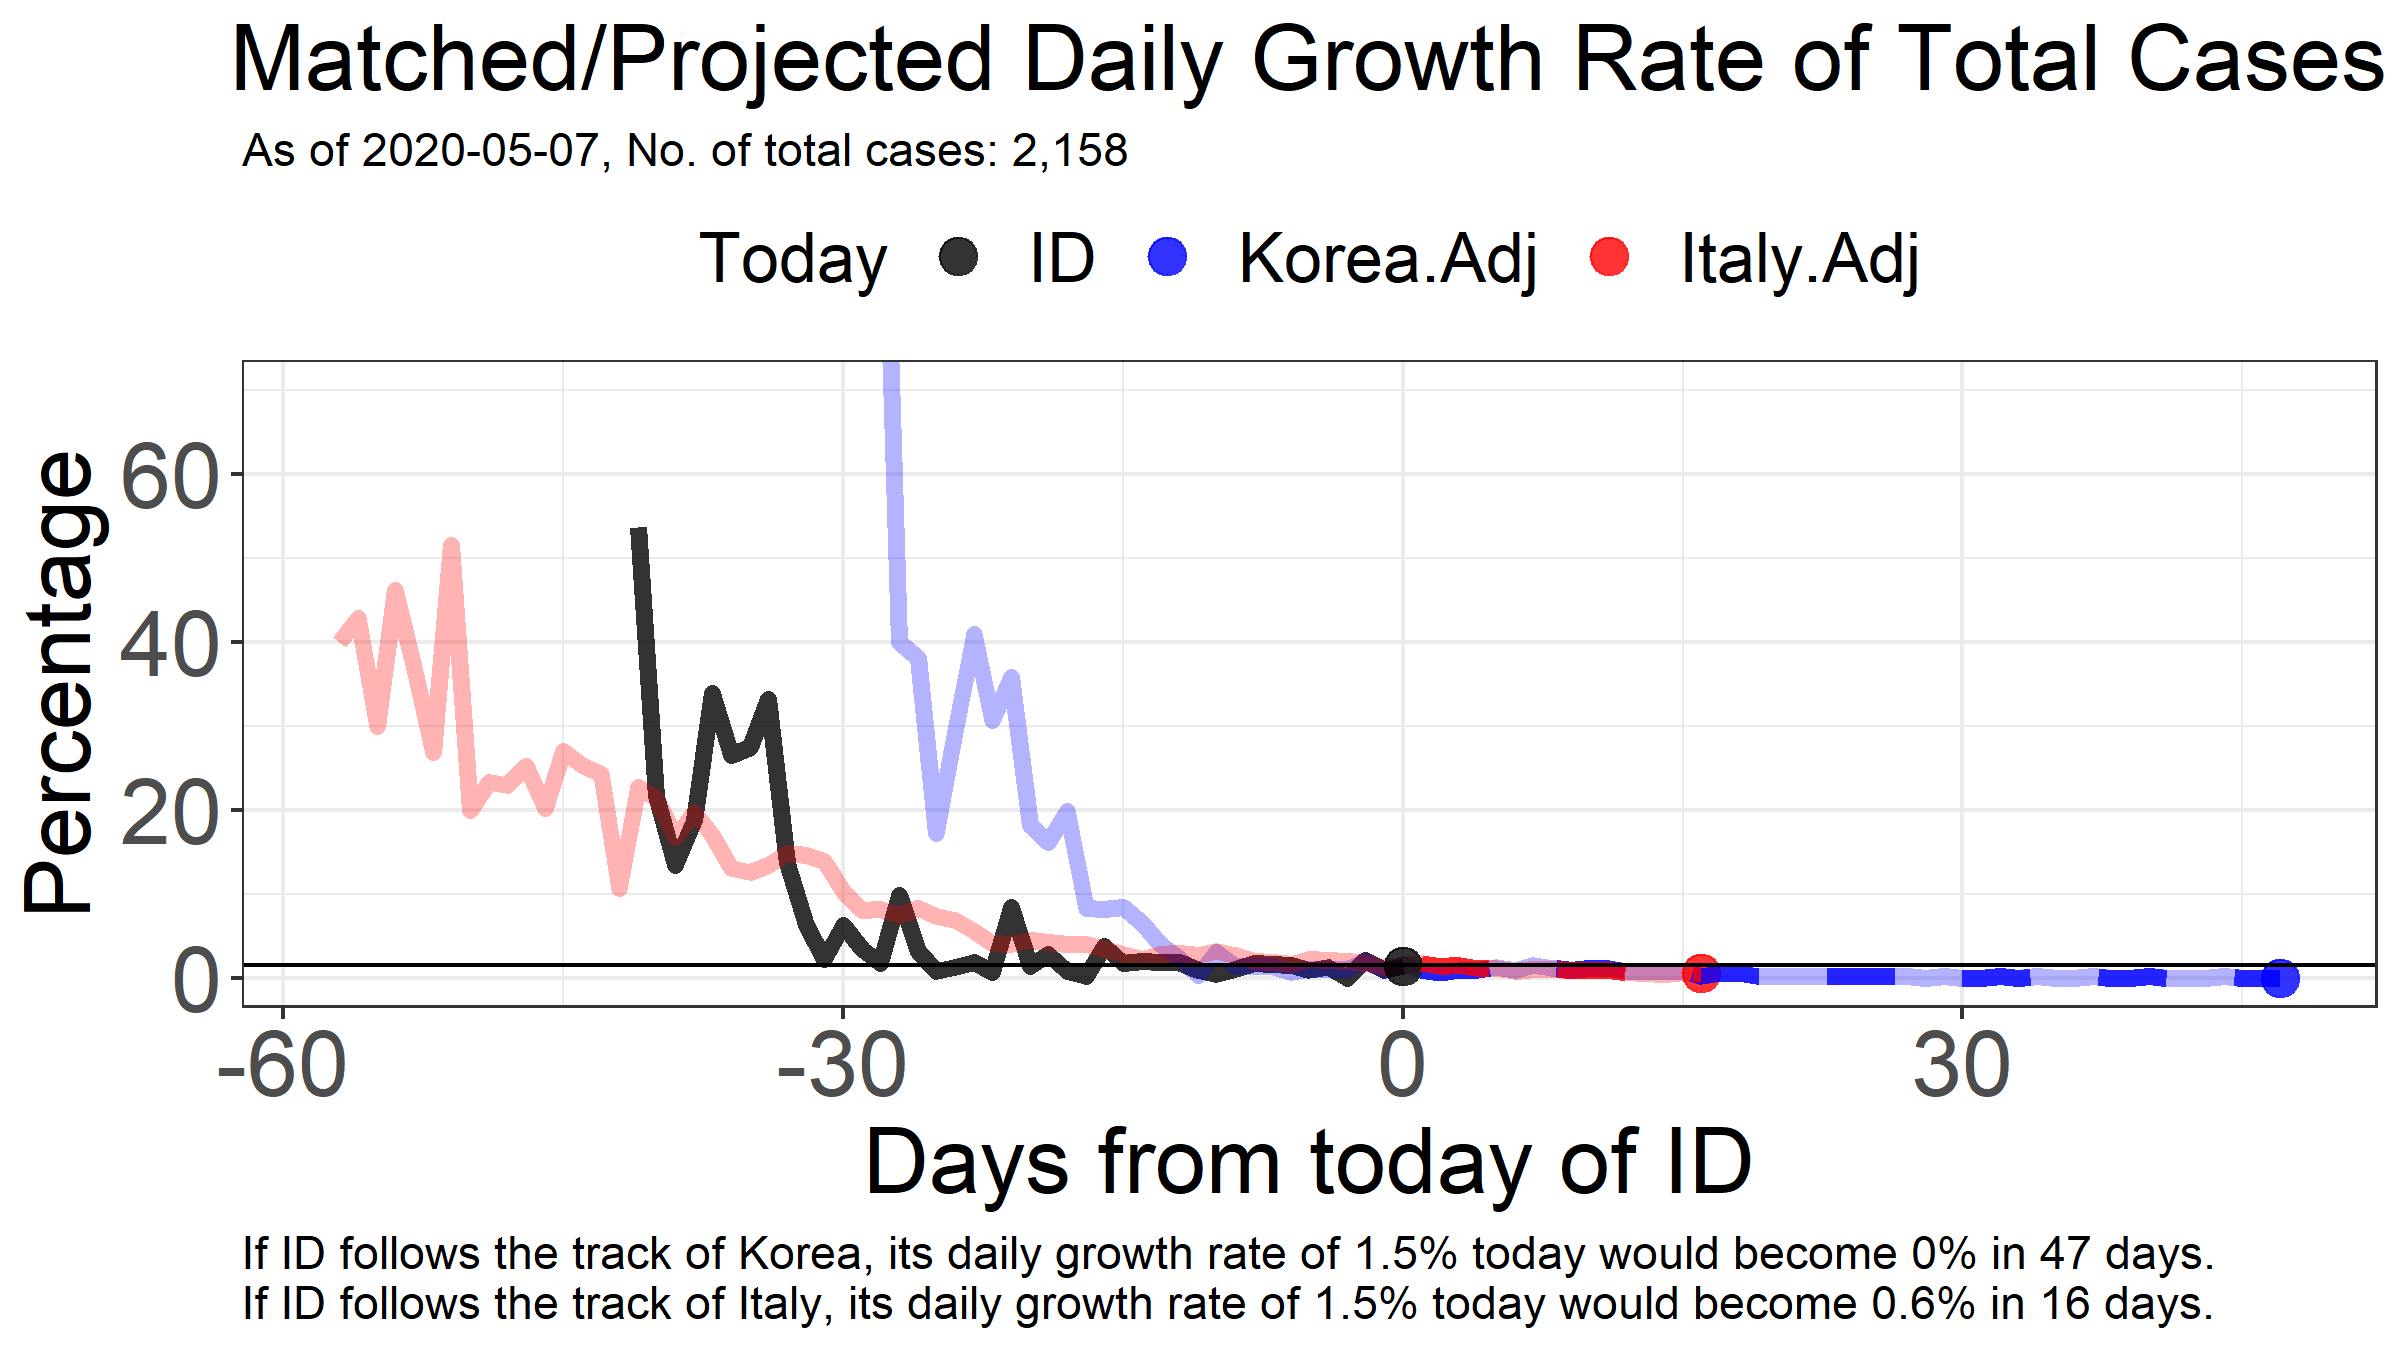 Matched/Projected Daily Growth Rate of Total Cases
As of 2020-05-07, No. of total cases: 2,158
Today ID Korea.Adj Italy.Adj
Percentage
60
40
20
0
-60 -30 0 30
Days from today of ID
If ID follows the track of Korea, its daily growth rate of 1.5% today would become 0% in 47 days.
If ID follows the track of Italy, its daily growth rate of 1.5% today would become 0.6% in 16 days.